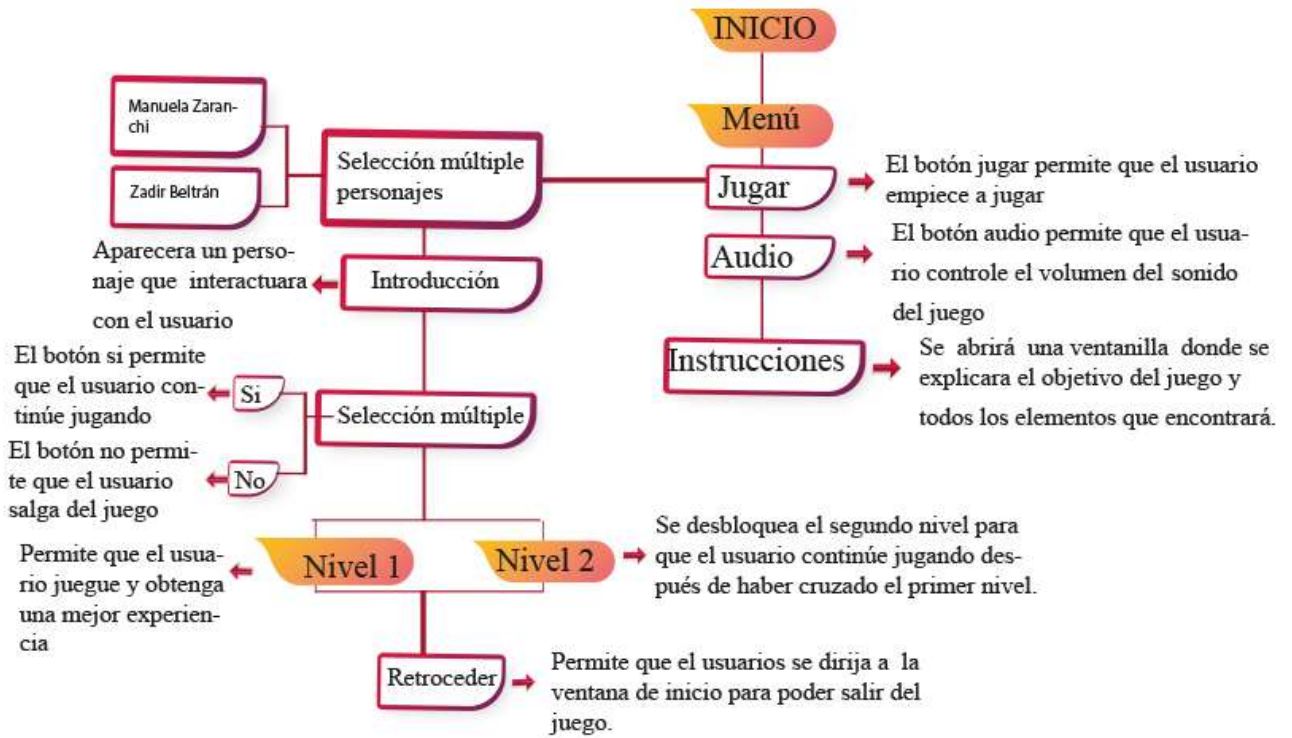 INICIO
Menú
Jugar
El botón jugar permite que el usuario
empiece a jugar
Audio
El botón audio permite que el usua-
rio controle el volumen del sonido
del juego
Instrucciones
Se abrirá una ventanilla donde se
explicara el objetivo del juego y
todos los elementos que encontrará.
Selección múltiple
personajes
Manuela Zaran-
chi
Zadir Beltrán
Introducción
Aparecera un perso-
naje que interactuara
con el usuario
Selección múltiple
Si
El botón si permite
que el usuario con-
tinúe jugando
No
El botón no permi-
te que el usuario
salga del juego
Nivel 1
Permite que el usua-
rio juegue y obtenga
una mejor experien-
cia
Nivel 2
Se desbloquea el segundo nivel para
que el usuario continúe jugando des-
pués de haber cruzado el primer nivel.
Retroceder
Permite que el usuarios se dirija a la
ventana de inicio para poder salir del
juego.